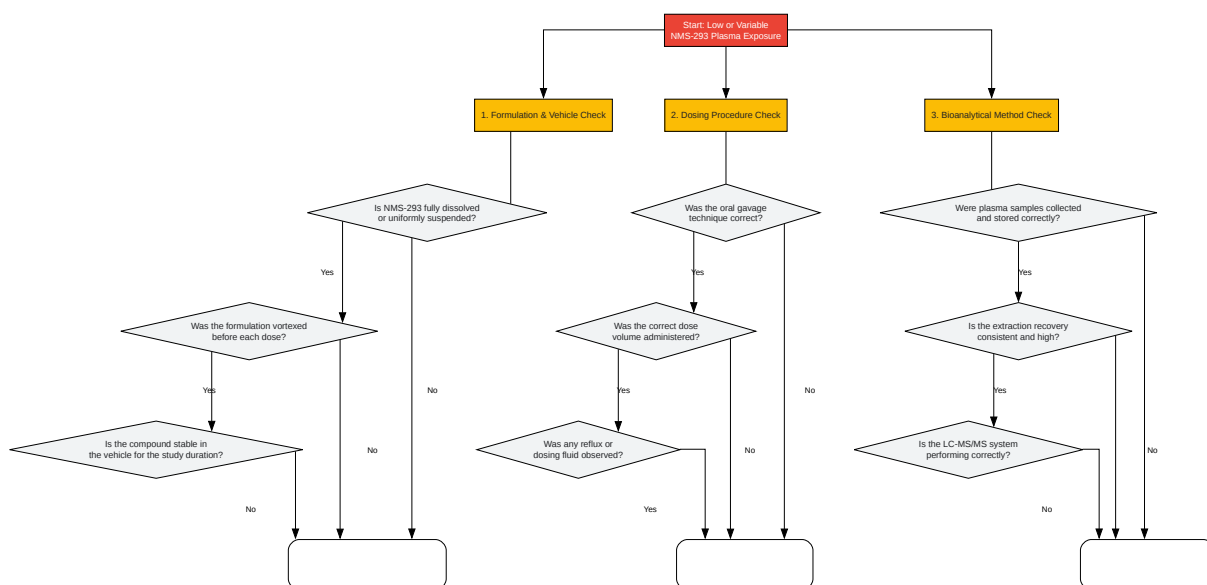 Start: Low or Variable
NMS-293 Plasma Exposure
1. Formulation & Vehicle Check
2. Dosing Procedure Check
3. Bioanalytical Method Check
Is NMS-293 fully dissolved
or uniformly suspended?
Was the oral gavage
technique correct?
Were plasma samples collected
and stored correctly?
Yes
Yes
Yes
Was the formulation vortexed
before each dose?
Was the correct dose
volume administered?
Is the extraction recovery
consistent and high?
Yes
No
Yes
No
Yes
Is the compound stable in
the vehicle for the study duration?
No
Was any reflux or
dosing fluid observed?
No
Is the LC-MS/MS system
performing correctly?
No
No
No
Yes
No